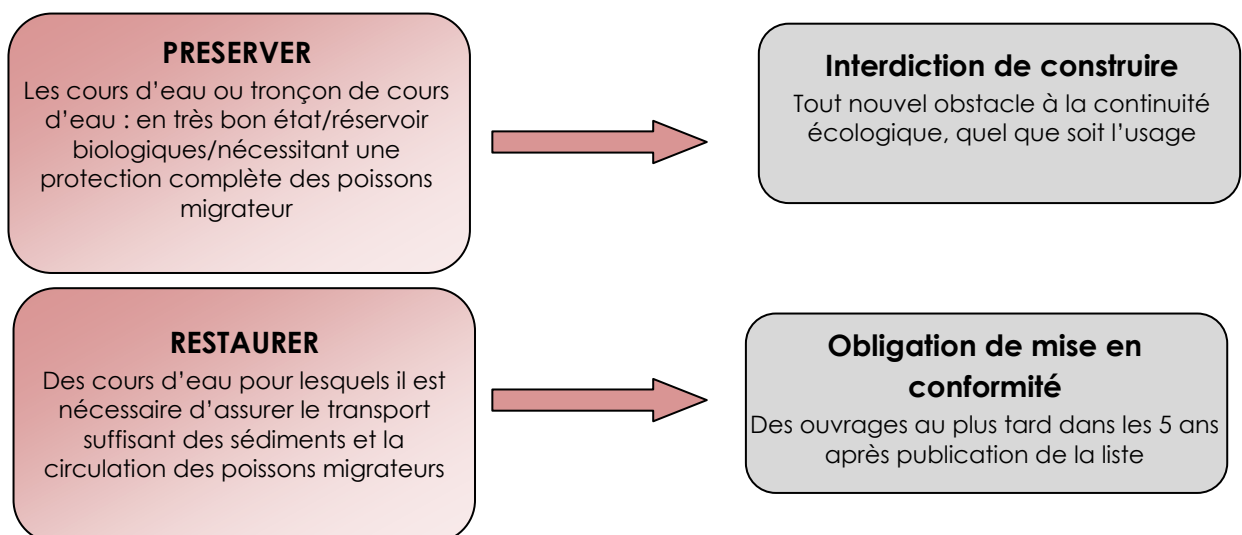 PRESERVER
Les cours d’eau ou tronçon de cours
d’eau : en très bon état/réservoir
biologiques/nécessitant une
protection complète des poissons
migrateur
Interdiction de construire
Tout nouvel obstacle à la continuité
écologique, quel que soit l’usage
RESTAURER
Des cours d’eau pour lesquels il est
nécessaire d’assurer le transport
suffisant des sédiments et la
circulation des poissons migrateurs
Obligation de mise en
conformité
Des ouvrages au plus tard dans les 5 ans
après publication de la liste